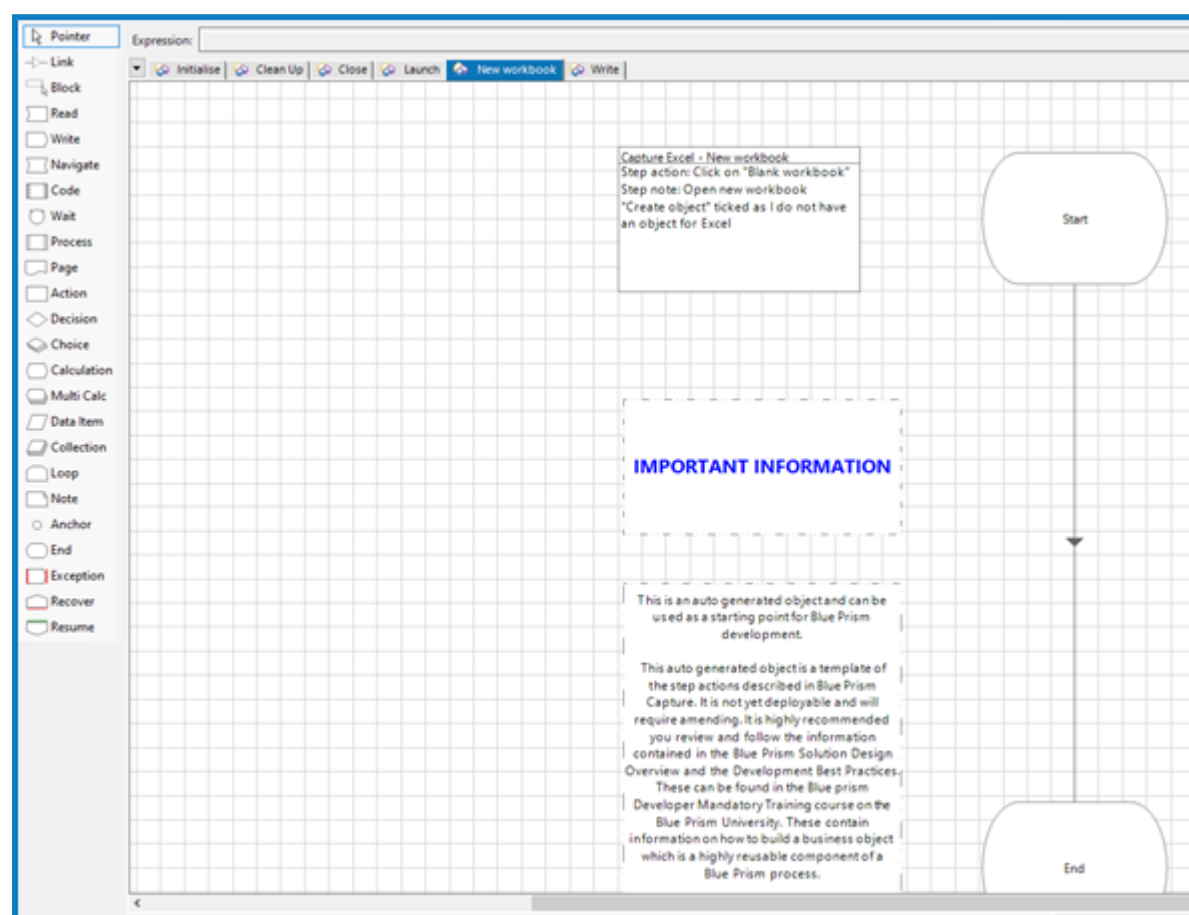 Pointer
Expression:
Link
Initialise Clean Up Close Launch New workbook Write
Block
Read
Write
Navigate
Code
Wait
Process
Page
Action
Decision
Choice
Calculation
Multi Calc
Data Item
Collection
Loop
Note
Anchor
End
Exception
Recover
Resume
Capture Excel - New workbook
Step action: Click on "Blank workbook"
Step note: Open new workbook
"Create object" ticked as I do not have
an object for Excel
Start
IMPORTANT INFORMATION
This is an auto generated object and can be
used as a starting point for Blue Prism
development.
This auto generated object is a template of
the step actions described in Blue Prism
Capture. It is not yet deployable and will
require amending. It is highly recommended
you review and follow the information
contained in the Blue Prism Solution Design
Overview and the Development Best Practices.
These can be found in the Blue prism
Developer Mandatory Training course on the
Blue Prism University. These contain
information on how to build a business object
which is a highly reusable component of a
Blue Prism process.
End